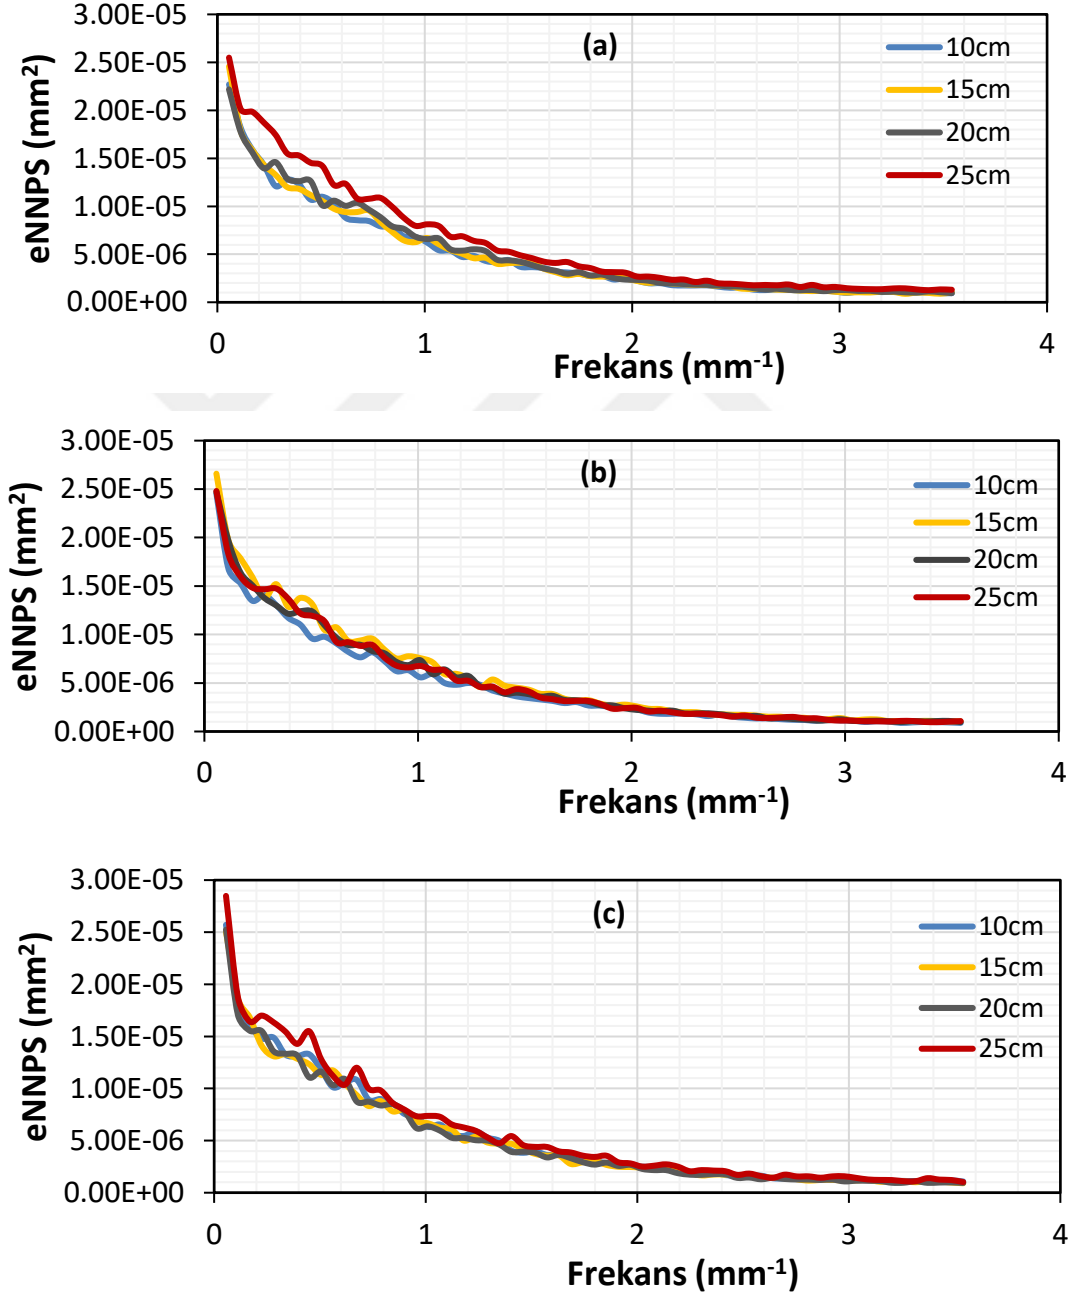 3.00E-05
2.50E-05
2.00E-05
1.50E-05
1.00E-05
5.00E-06
0.00E+00
eNNPS (mm²)
(a)
10cm
15cm
20cm
25cm
0 1 2 3 4
Frekans (mm⁻¹)
3.00E-05
2.50E-05
2.00E-05
1.50E-05
1.00E-05
5.00E-06
0.00E+00
eNNPS (mm²)
(b)
10cm
15cm
20cm
25cm
0 1 2 3 4
Frekans (mm⁻¹)
3.00E-05
2.50E-05
2.00E-05
1.50E-05
1.00E-05
5.00E-06
0.00E+00
eNNPS (mm²)
(c)
10cm
15cm
20cm
25cm
0 1 2 3 4
Frekans (mm⁻¹)